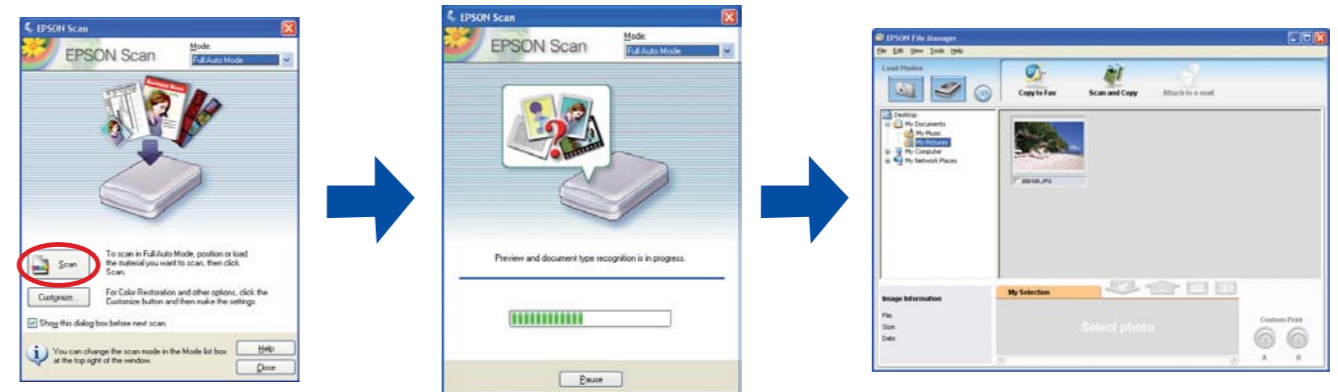 EPSON Scan
EPSON Scan
Mode:
Full Auto Mode
Scan
To scan in Full Auto Mode, position or load
the material you want to scan, then click
Scan.
Customize...
For Color Restoration and other options, click the
Customize button and then make the settings.
Show this dialog box before next scan.
You can change the scan mode in the Mode list box
at the top right of the window.
Help
Close
EPSON Scan
EPSON Scan
Mode:
Full Auto Mode
Preview and document type recognition is in progress.
Pause
EPSON File Manager
File Edit View Tools Help
Load Photos
Copy to Fax
Scan and Copy
Attach to e-mail
Desktop
My Documents
My Music
My Pictures
My Computer
My Network Places
Image Information
File:
Size:
Date:
My Selection
Select photo
Custom Print
A B